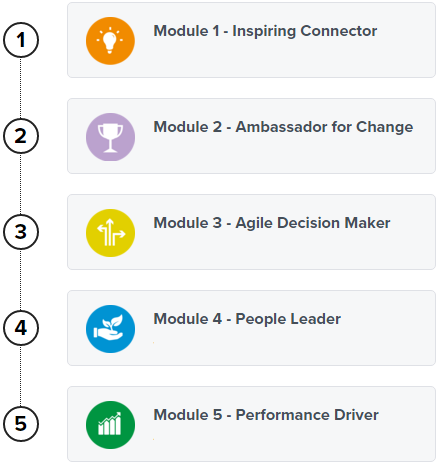 1
Module 1 - Inspiring Connector
2
Module 2 - Ambassador for Change
3
Module 3 - Agile Decision Maker
4
Module 4 - People Leader
5
Module 5 - Performance Driver